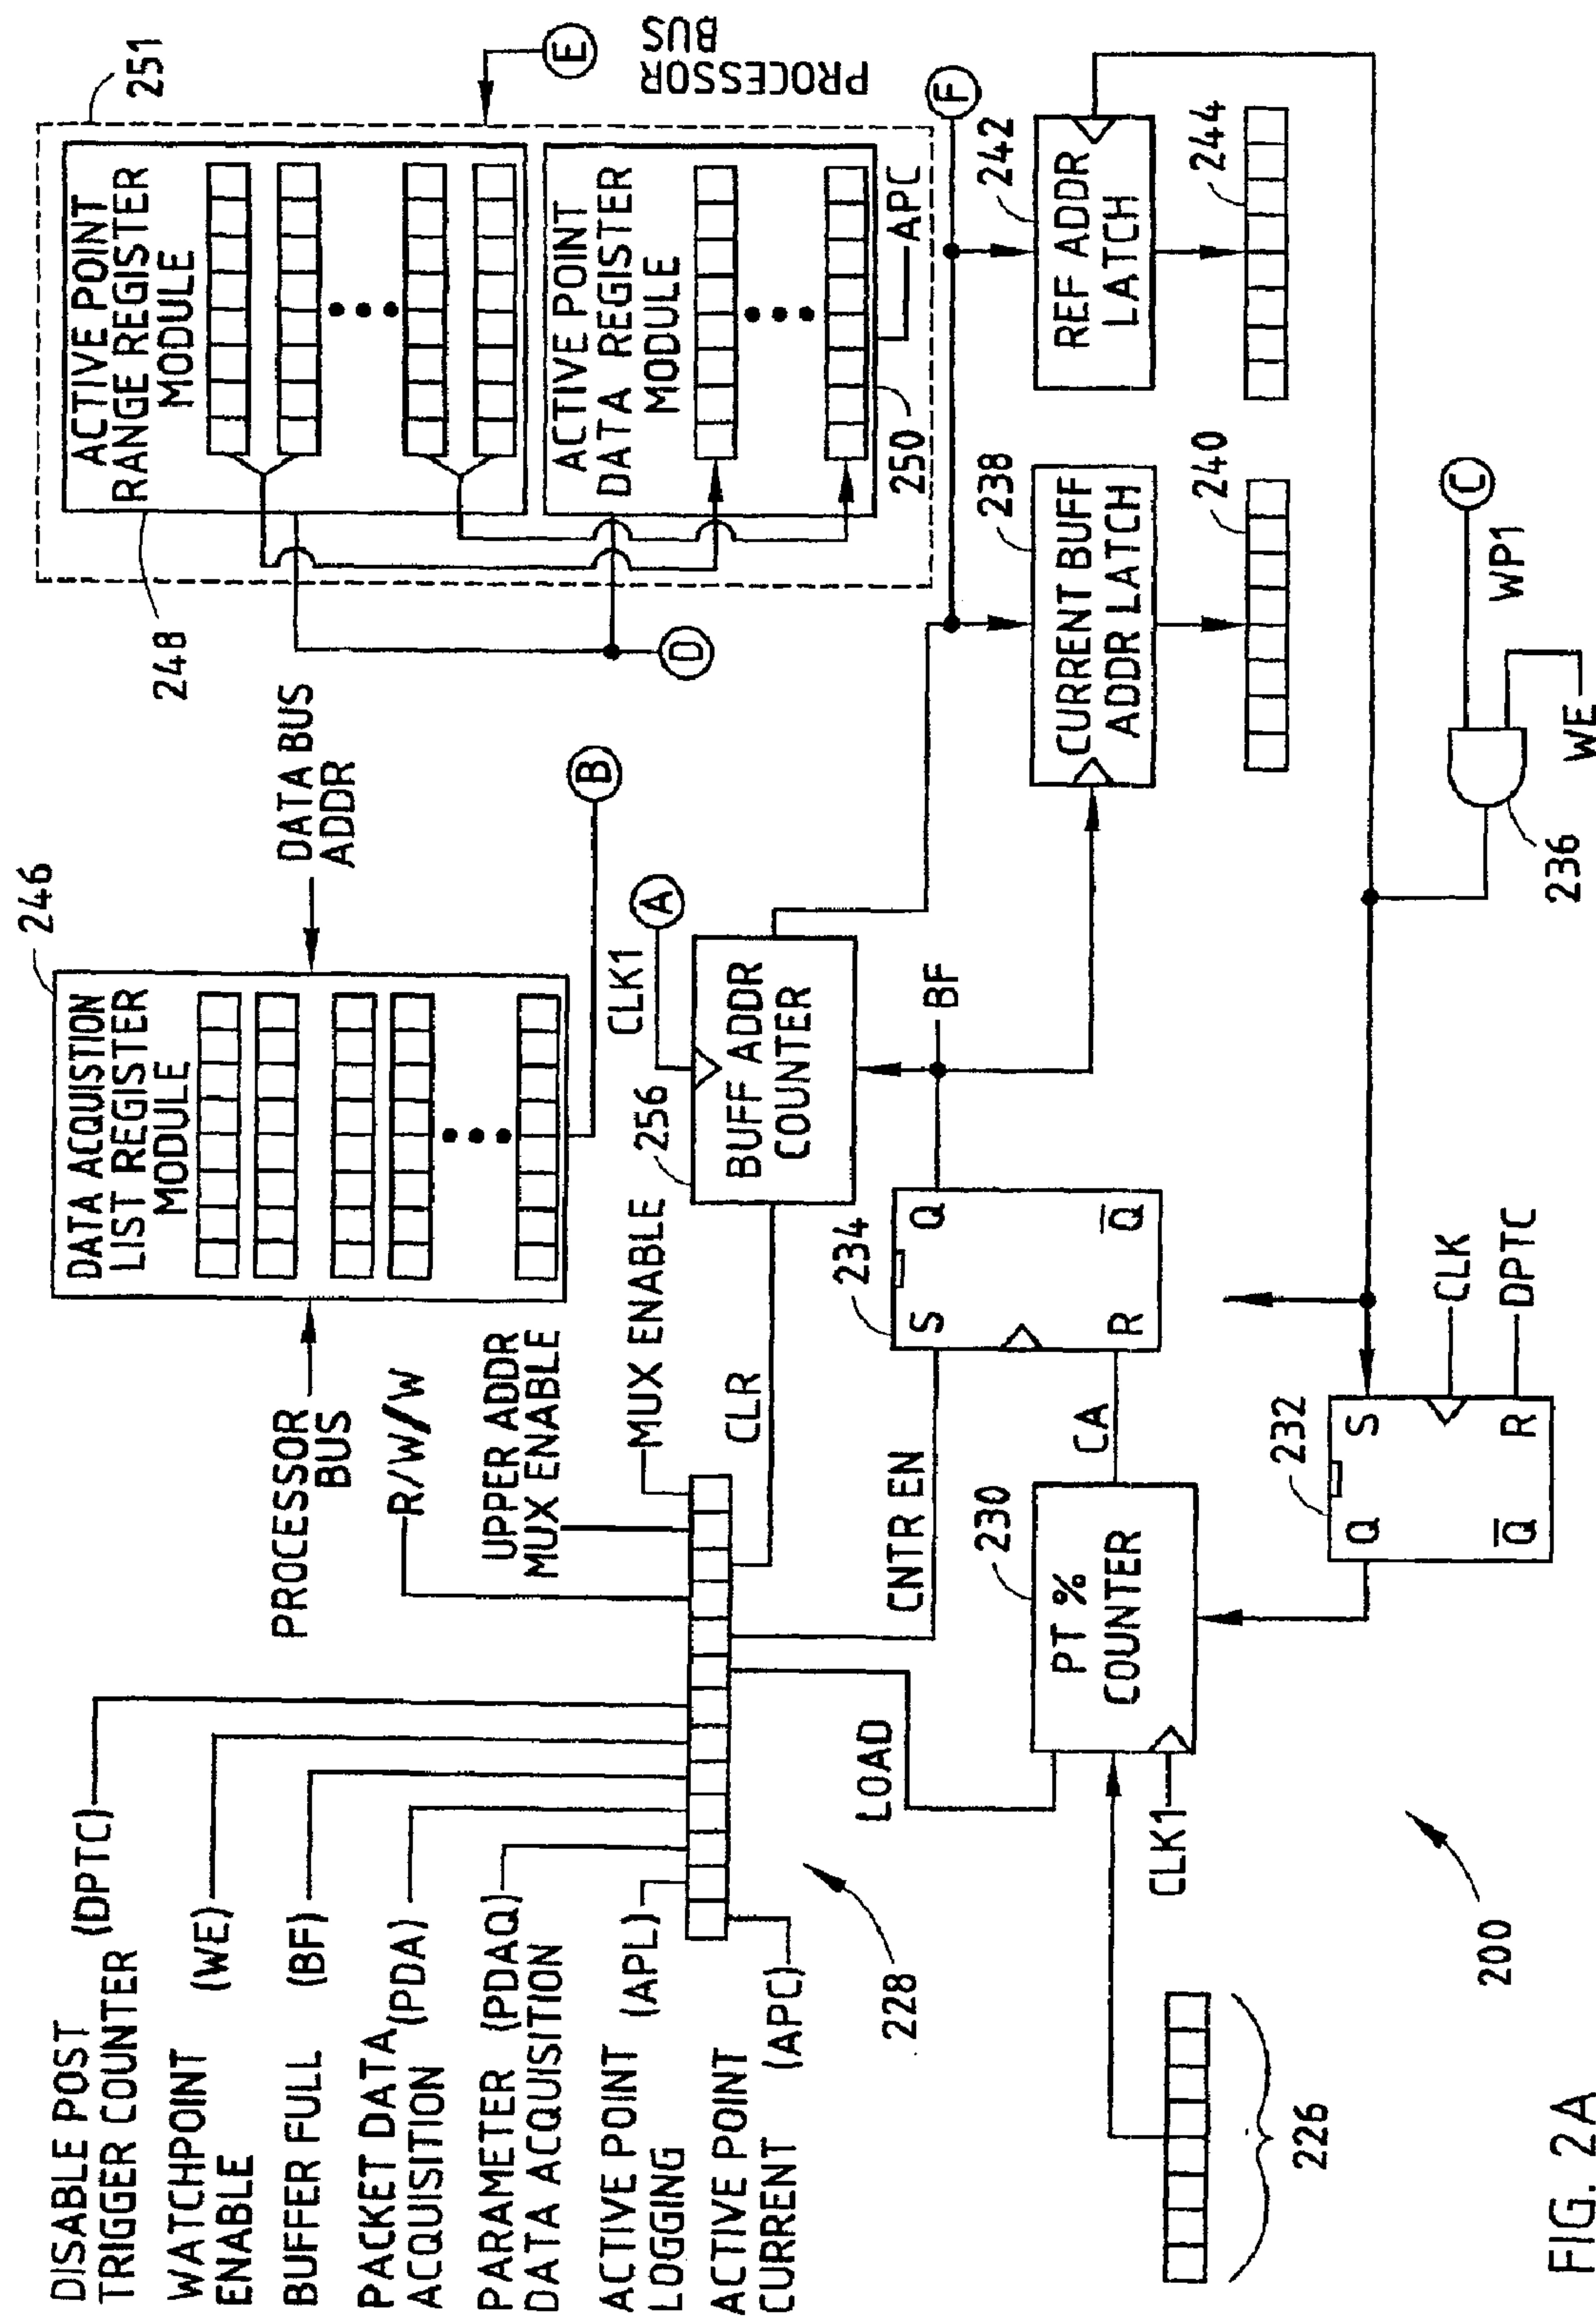 DISABLE POST
TRIGGER COUNTER (DPTC)
WATCHPOINT
ENABLE (WE)
BUFFER FULL (BF)
PACKET DATA
ACQUISITION (PDA)
PARAMETER (PDAQ)
DATA ACQUISITION
ACTIVE POINT
LOGGING (APL)
ACTIVE POINT
CURRENT (APC)
228
PROCESSOR
BUS
R/W/W
UPPER ADDR
MUX ENABLE
MUX ENABLE
CLR
CNTR EN
LOAD
246
DATA ACQUISTION
LIST REGISTER
MODULE
DATA BUS
ADDR
B
CLK1
A
256
BUFF ADDR
COUNTER
BF
251
ACTIVE POINT
RANGE REGISTER
MODULE
248
ACTIVE POINT
DATA REGISTER
MODULE
250
APC
D
E
PROCESSOR
BUS
F
238
CURRENT BUFF
ADDR LATCH
240
242
REF ADDR
LATCH
244
234
S
Q
R
Q
CA
230
PT %
COUNTER
CLK1
226
232
Q
S
Q
R
CLK
DPTC
236
C
WP1
WE
200
FIG. 2A